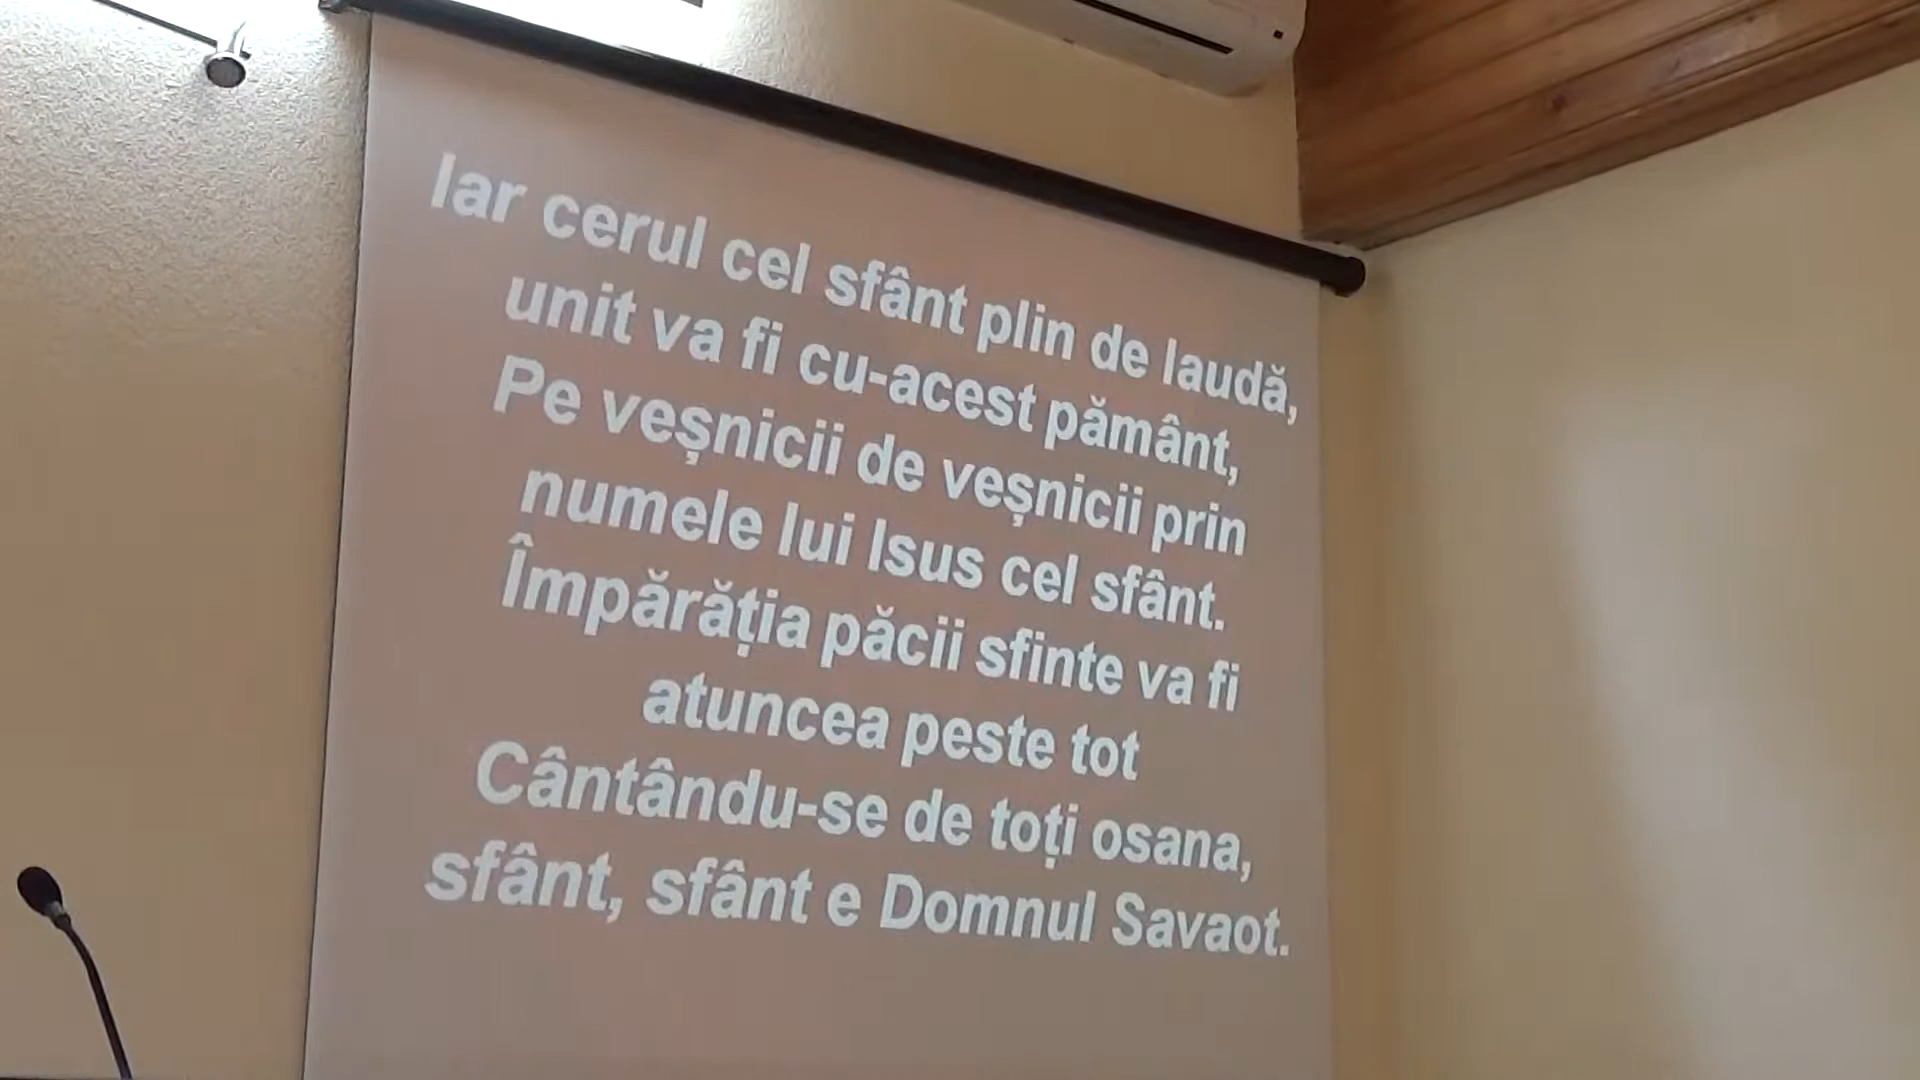 Iar cerul cel sfânt plin de laudă,
unit va fi cu-acest pământ,
Pe veșnicii de veșnicii prin
numele lui Isus cel sfânt.
Împărăția păcii sfinte va fi
atuncea peste tot
Cântându-se de toți osana,
sfânt, sfânt e Domnul Savaot.